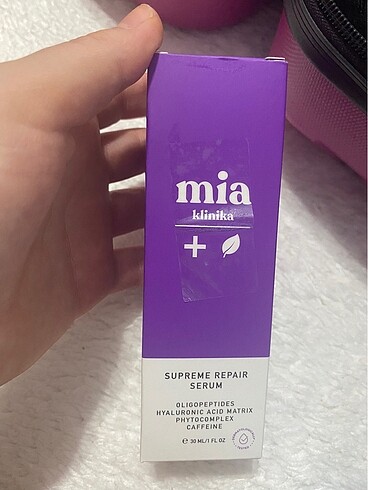 mia
klinika
SUPREME REPAIR
SERUM
OLIGOPEPTIDES
HYALURONIC ACID MATRIX
PHYTOCOMPLEX
CAFFEINE
℮ 30 ML/1 FL OZ